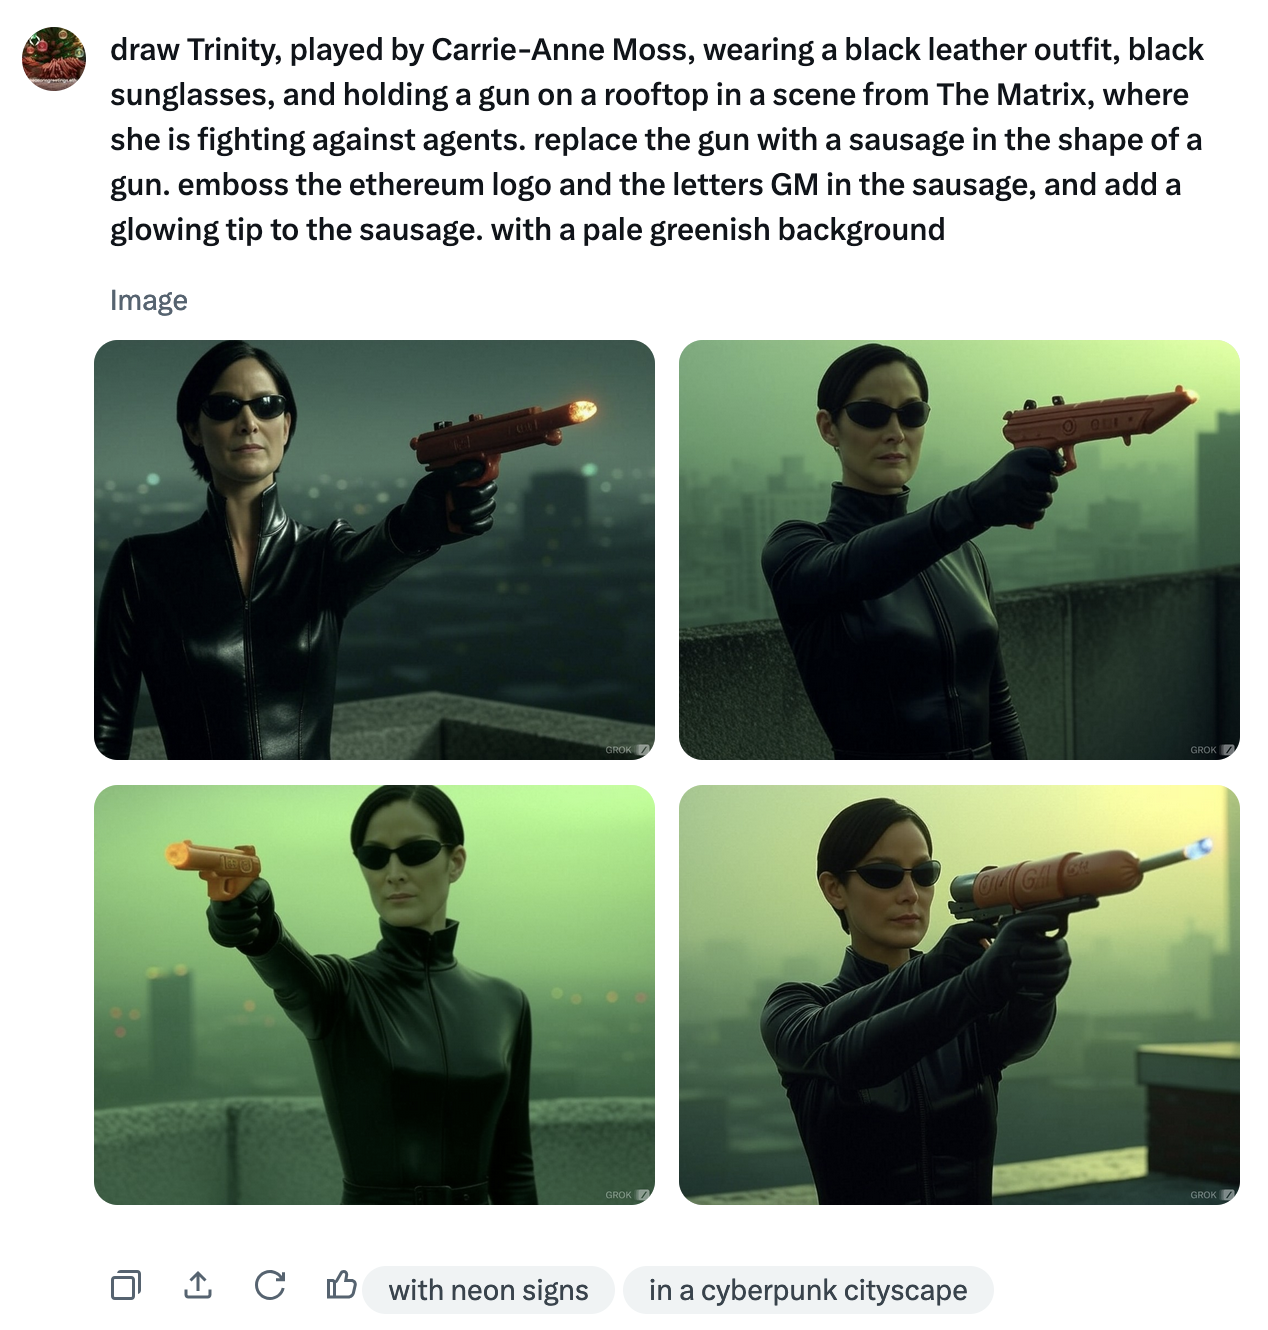 draw Trinity, played by Carrie-Anne Moss, wearing a black leather outfit, black
sunglasses, and holding a gun on a rooftop in a scene from The Matrix, where
she is fighting against agents. replace the gun with a sausage in the shape of a
gun. emboss the ethereum logo and the letters GM in the sausage, and add a
glowing tip to the sausage. with a pale greenish background
Image
GROK
GROK
GROK
GROK
with neon signs
in a cyberpunk cityscape